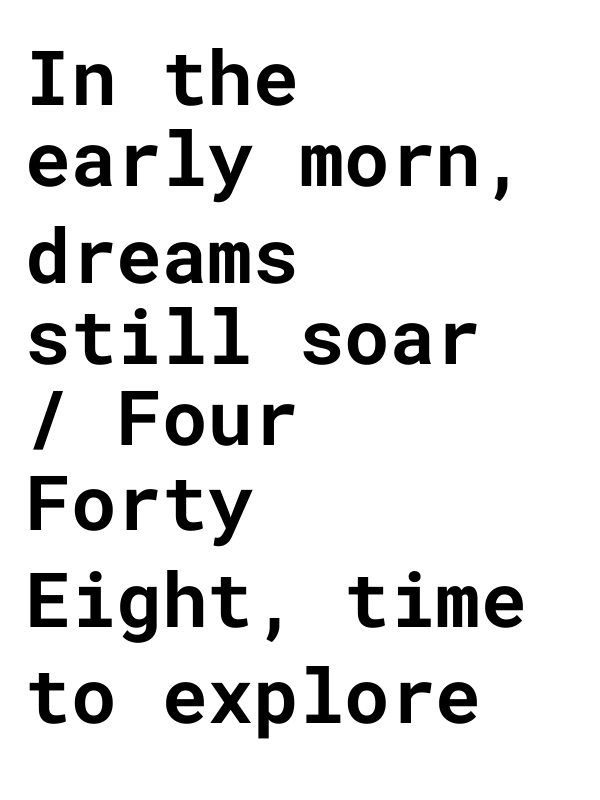 In the
early morn,
dreams
still soar
/ Four
Forty
Eight, time
to explore